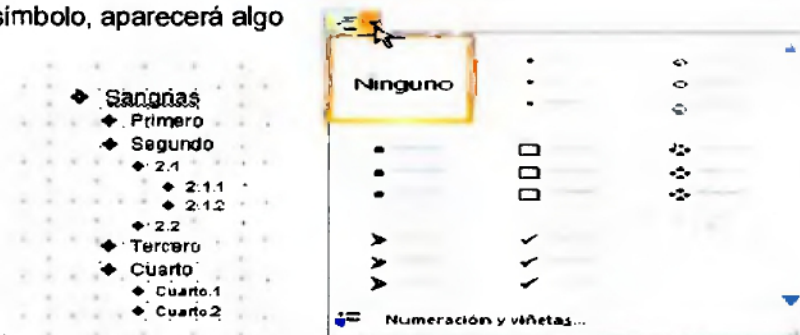 símbolo, aparecerá algo
Sangrias
Primero
Segundo
2.1
2.1.1
2.1.2
2.2
Tercero
Cuarto
Cuarto.1
Cuarto.2
Ninguno
Numeración y viñetas...